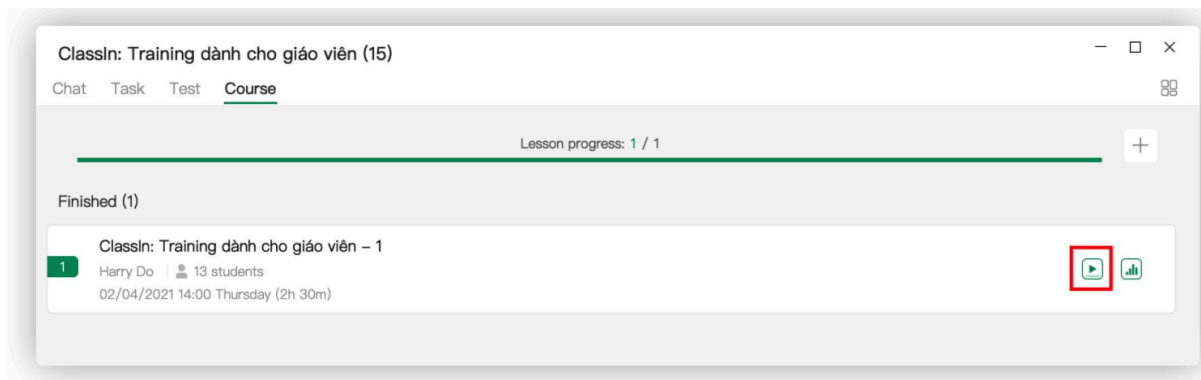 ClassIn: Training dành cho giáo viên (15)
Chat Task Test Course
Lesson progress: 1 / 1
Finished (1)
ClassIn: Training dành cho giáo viên – 1
1
Harry Do 13 students
02/04/2021 14:00 Thursday (2h 30m)